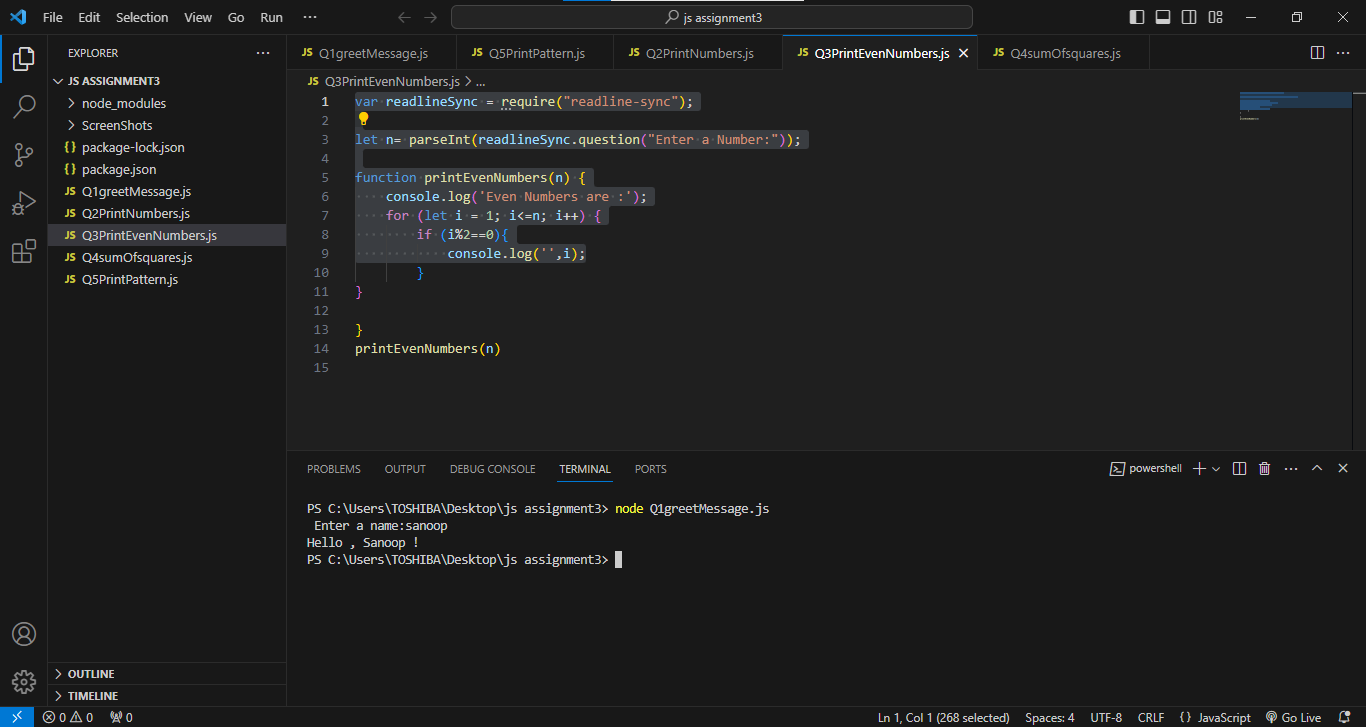 File Edit Selection View Go Run ··· js assignment3
EXPLORER ···
JS ASSIGNMENT3
node_modules
ScreenShots
{} package-lock.json
{} package.json
JS Q1greetMessage.js
JS Q2PrintNumbers.js
JS Q3PrintEvenNumbers.js
JS Q4sumOfsquares.js
JS Q5PrintPattern.js
OUTLINE
TIMELINE
JS Q1greetMessage.js JS Q5PrintPattern.js JS Q2PrintNumbers.js JS Q3PrintEvenNumbers.js JS Q4sumOfsquares.js ···
JS Q3PrintEvenNumbers.js > ...
1 var readlineSync = require("readline-sync");
2
3 let n= parseInt(readlineSync.question("Enter a Number:"));
4
5 function printEvenNumbers(n) {
6     console.log('Even Numbers are :');
7     for (let i = 1; i<=n; i++) {
8         if (i%2==0){
9             console.log('',i);
10         }
11 }
12
13 }
14 printEvenNumbers(n)
15
PROBLEMS OUTPUT DEBUG CONSOLE TERMINAL PORTS powershell ···
PS C:\Users\TOSHIBA\Desktop\js assignment3> node Q1greetMessage.js
 Enter a name:sanoop
Hello , Sanoop !
PS C:\Users\TOSHIBA\Desktop\js assignment3>
0 0 0 Ln 1, Col 1 (268 selected) Spaces: 4 UTF-8 CRLF {} JavaScript Go Live